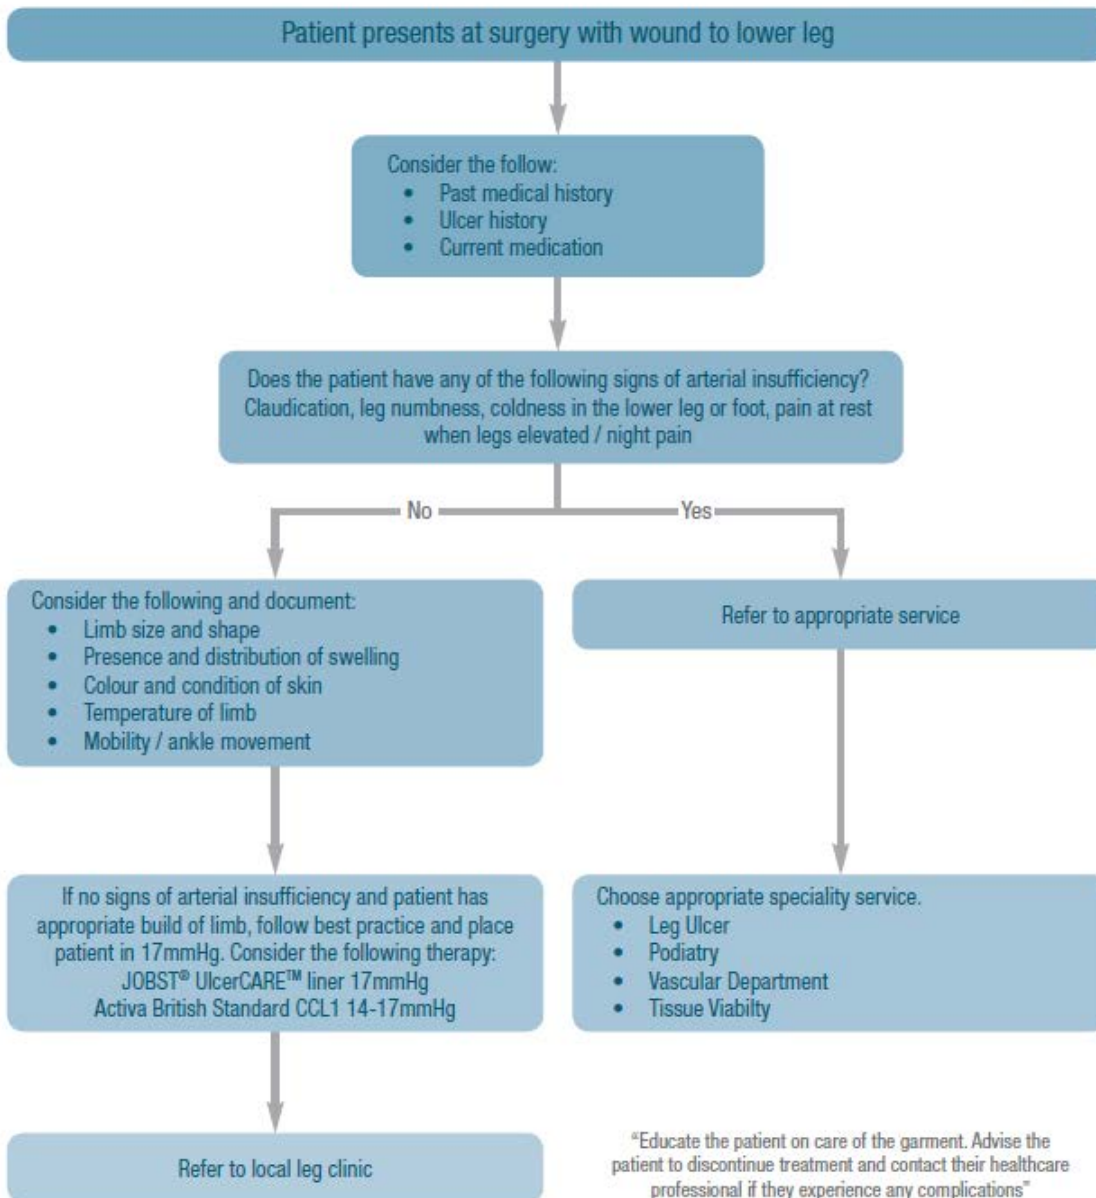 Patient presents at surgery with wound to lower leg
Consider the follow:
• Past medical history
• Ulcer history
• Current medication
Does the patient have any of the following signs of arterial insufficiency?
Claudication, leg numbness, coldness in the lower leg or foot, pain at rest
when legs elevated / night pain
No
Yes
Consider the following and document:
• Limb size and shape
• Presence and distribution of swelling
• Colour and condition of skin
• Temperature of limb
• Mobility / ankle movement
Refer to appropriate service
If no signs of arterial insufficiency and patient has
appropriate build of limb, follow best practice and place
patient in 17mmHg. Consider the following therapy:
JOBST® UlcerCARE™ liner 17mmHg
Activa British Standard CCL1 14-17mmHg
Choose appropriate speciality service.
• Leg Ulcer
• Podiatry
• Vascular Department
• Tissue Viabilty
Refer to local leg clinic
“Educate the patient on care of the garment. Advise the
patient to discontinue treatment and contact their healthcare
professional if they experience any complications”